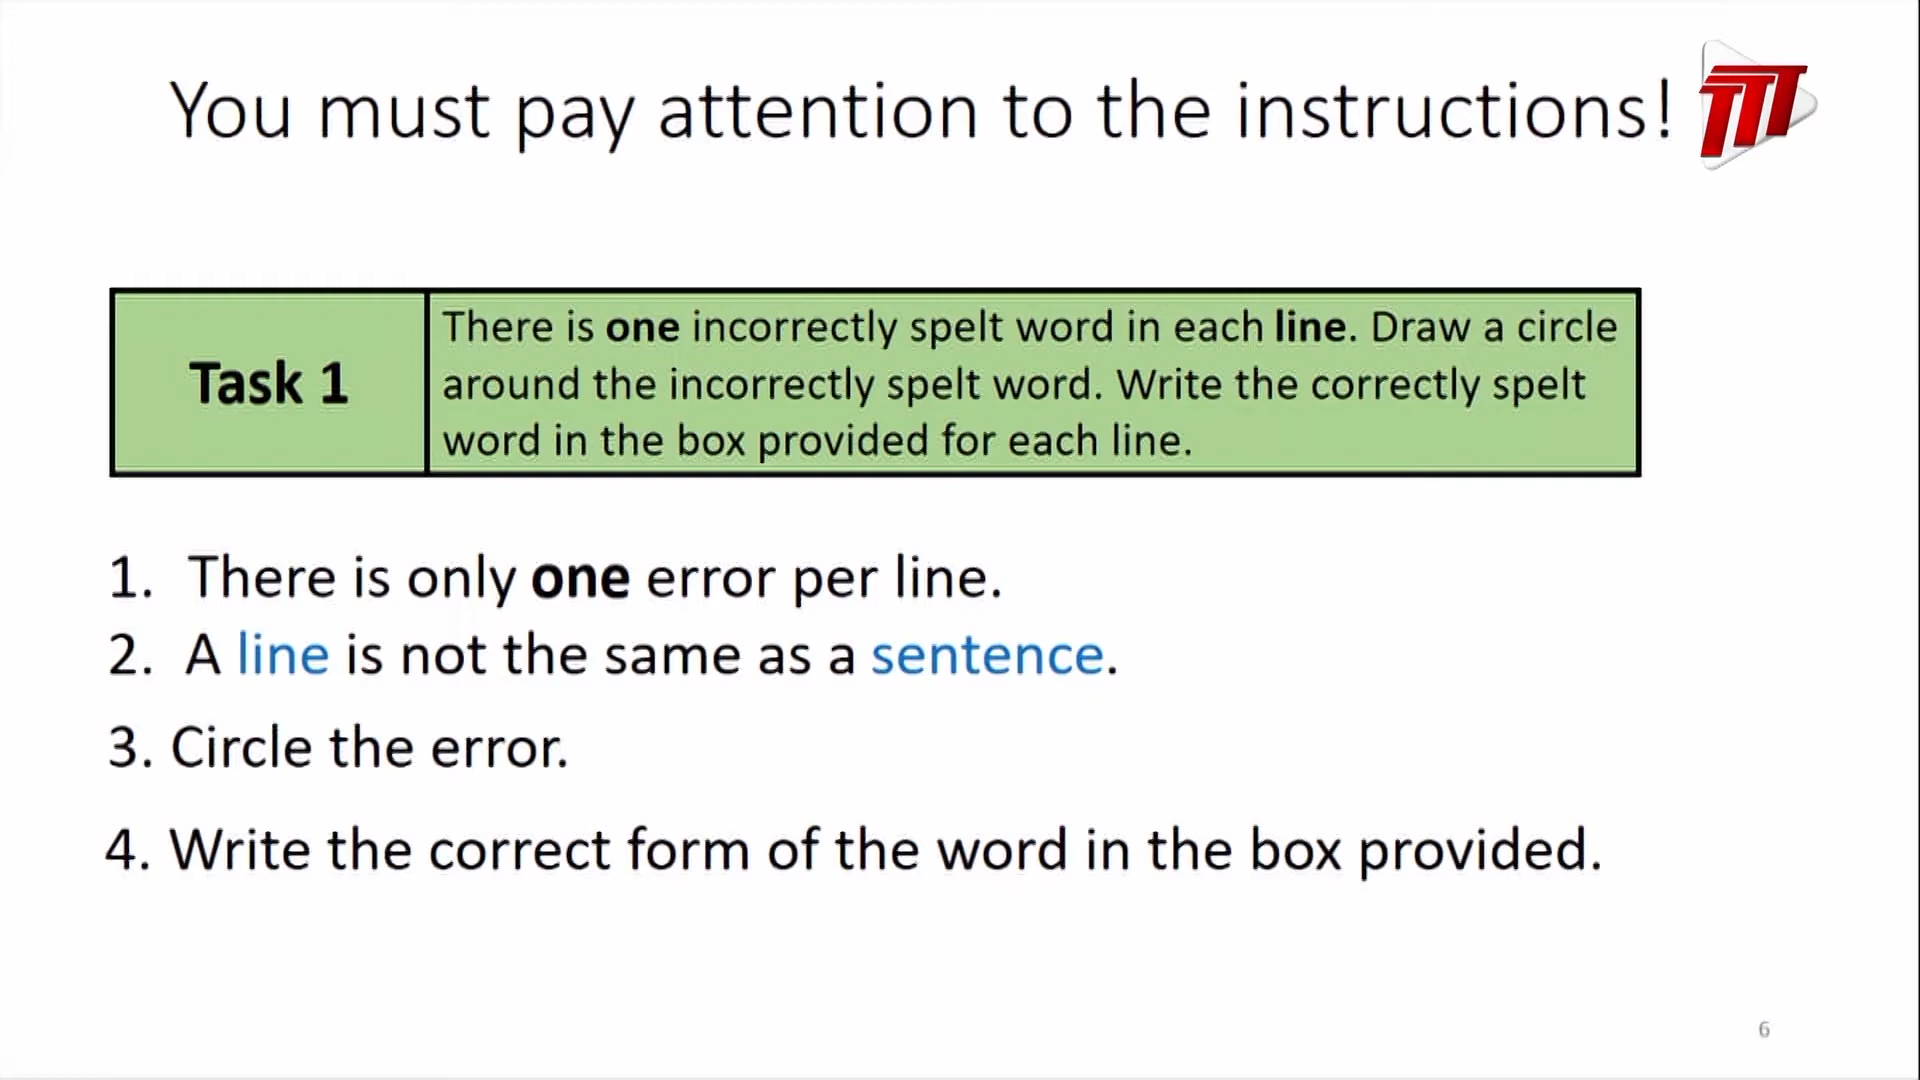 You must pay attention to the instructions!
TTT
Task 1
There is one incorrectly spelt word in each line. Draw a circle
around the incorrectly spelt word. Write the correctly spelt
word in the box provided for each line.
1. There is only one error per line.
2. A line is not the same as a sentence.
3. Circle the error.
4. Write the correct form of the word in the box provided.
6